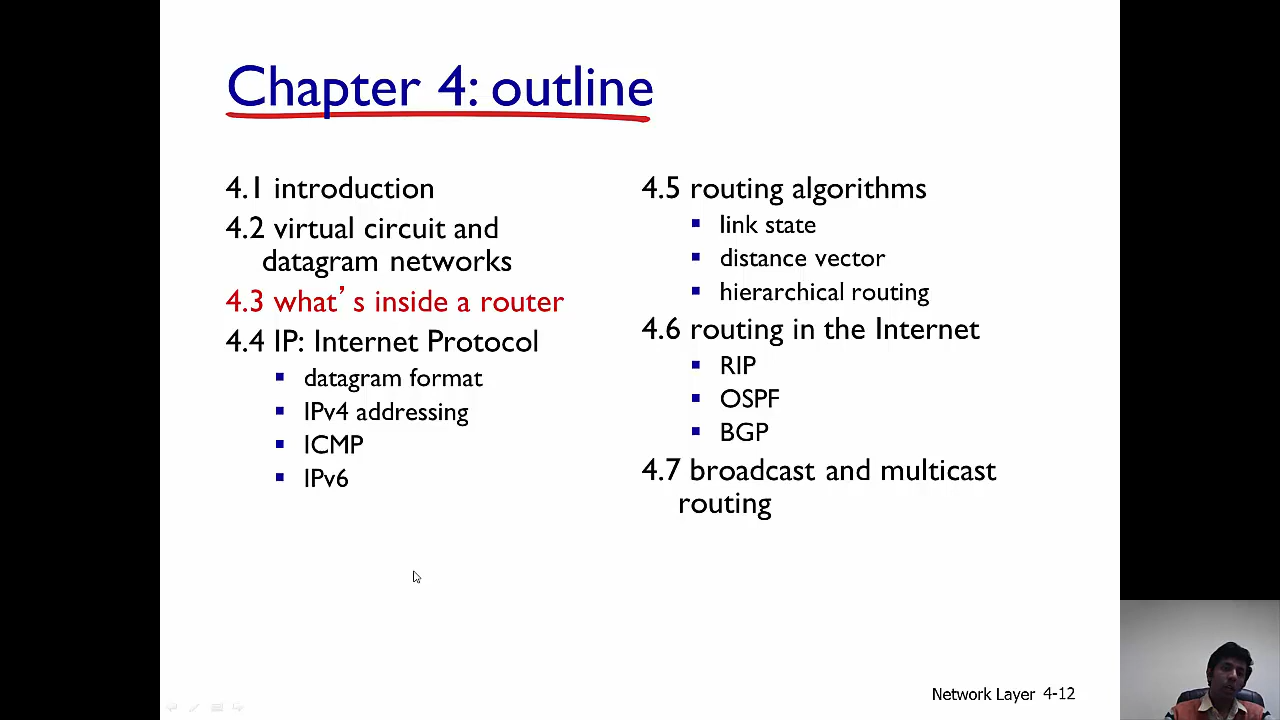 Chapter 4: outline
4.1 introduction
4.2 virtual circuit and
datagram networks
4.3 what’s inside a router
4.4 IP: Internet Protocol
▪ datagram format
▪ IPv4 addressing
▪ ICMP
▪ IPv6
4.5 routing algorithms
▪ link state
▪ distance vector
▪ hierarchical routing
4.6 routing in the Internet
▪ RIP
▪ OSPF
▪ BGP
4.7 broadcast and multicast
routing
Network Layer 4-12